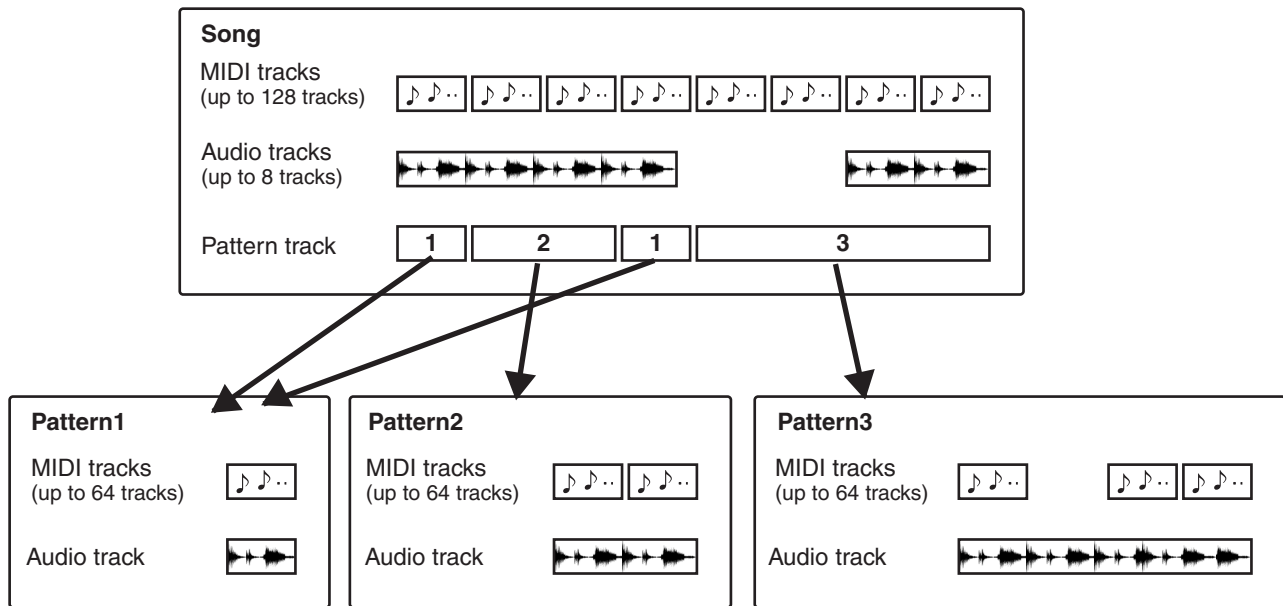 Song
MIDI tracks
(up to 128 tracks)
Audio tracks
(up to 8 tracks)
Pattern track
1 2 1 3
Pattern1
MIDI tracks
(up to 64 tracks)
Audio track
Pattern2
MIDI tracks
(up to 64 tracks)
Audio track
Pattern3
MIDI tracks
(up to 64 tracks)
Audio track